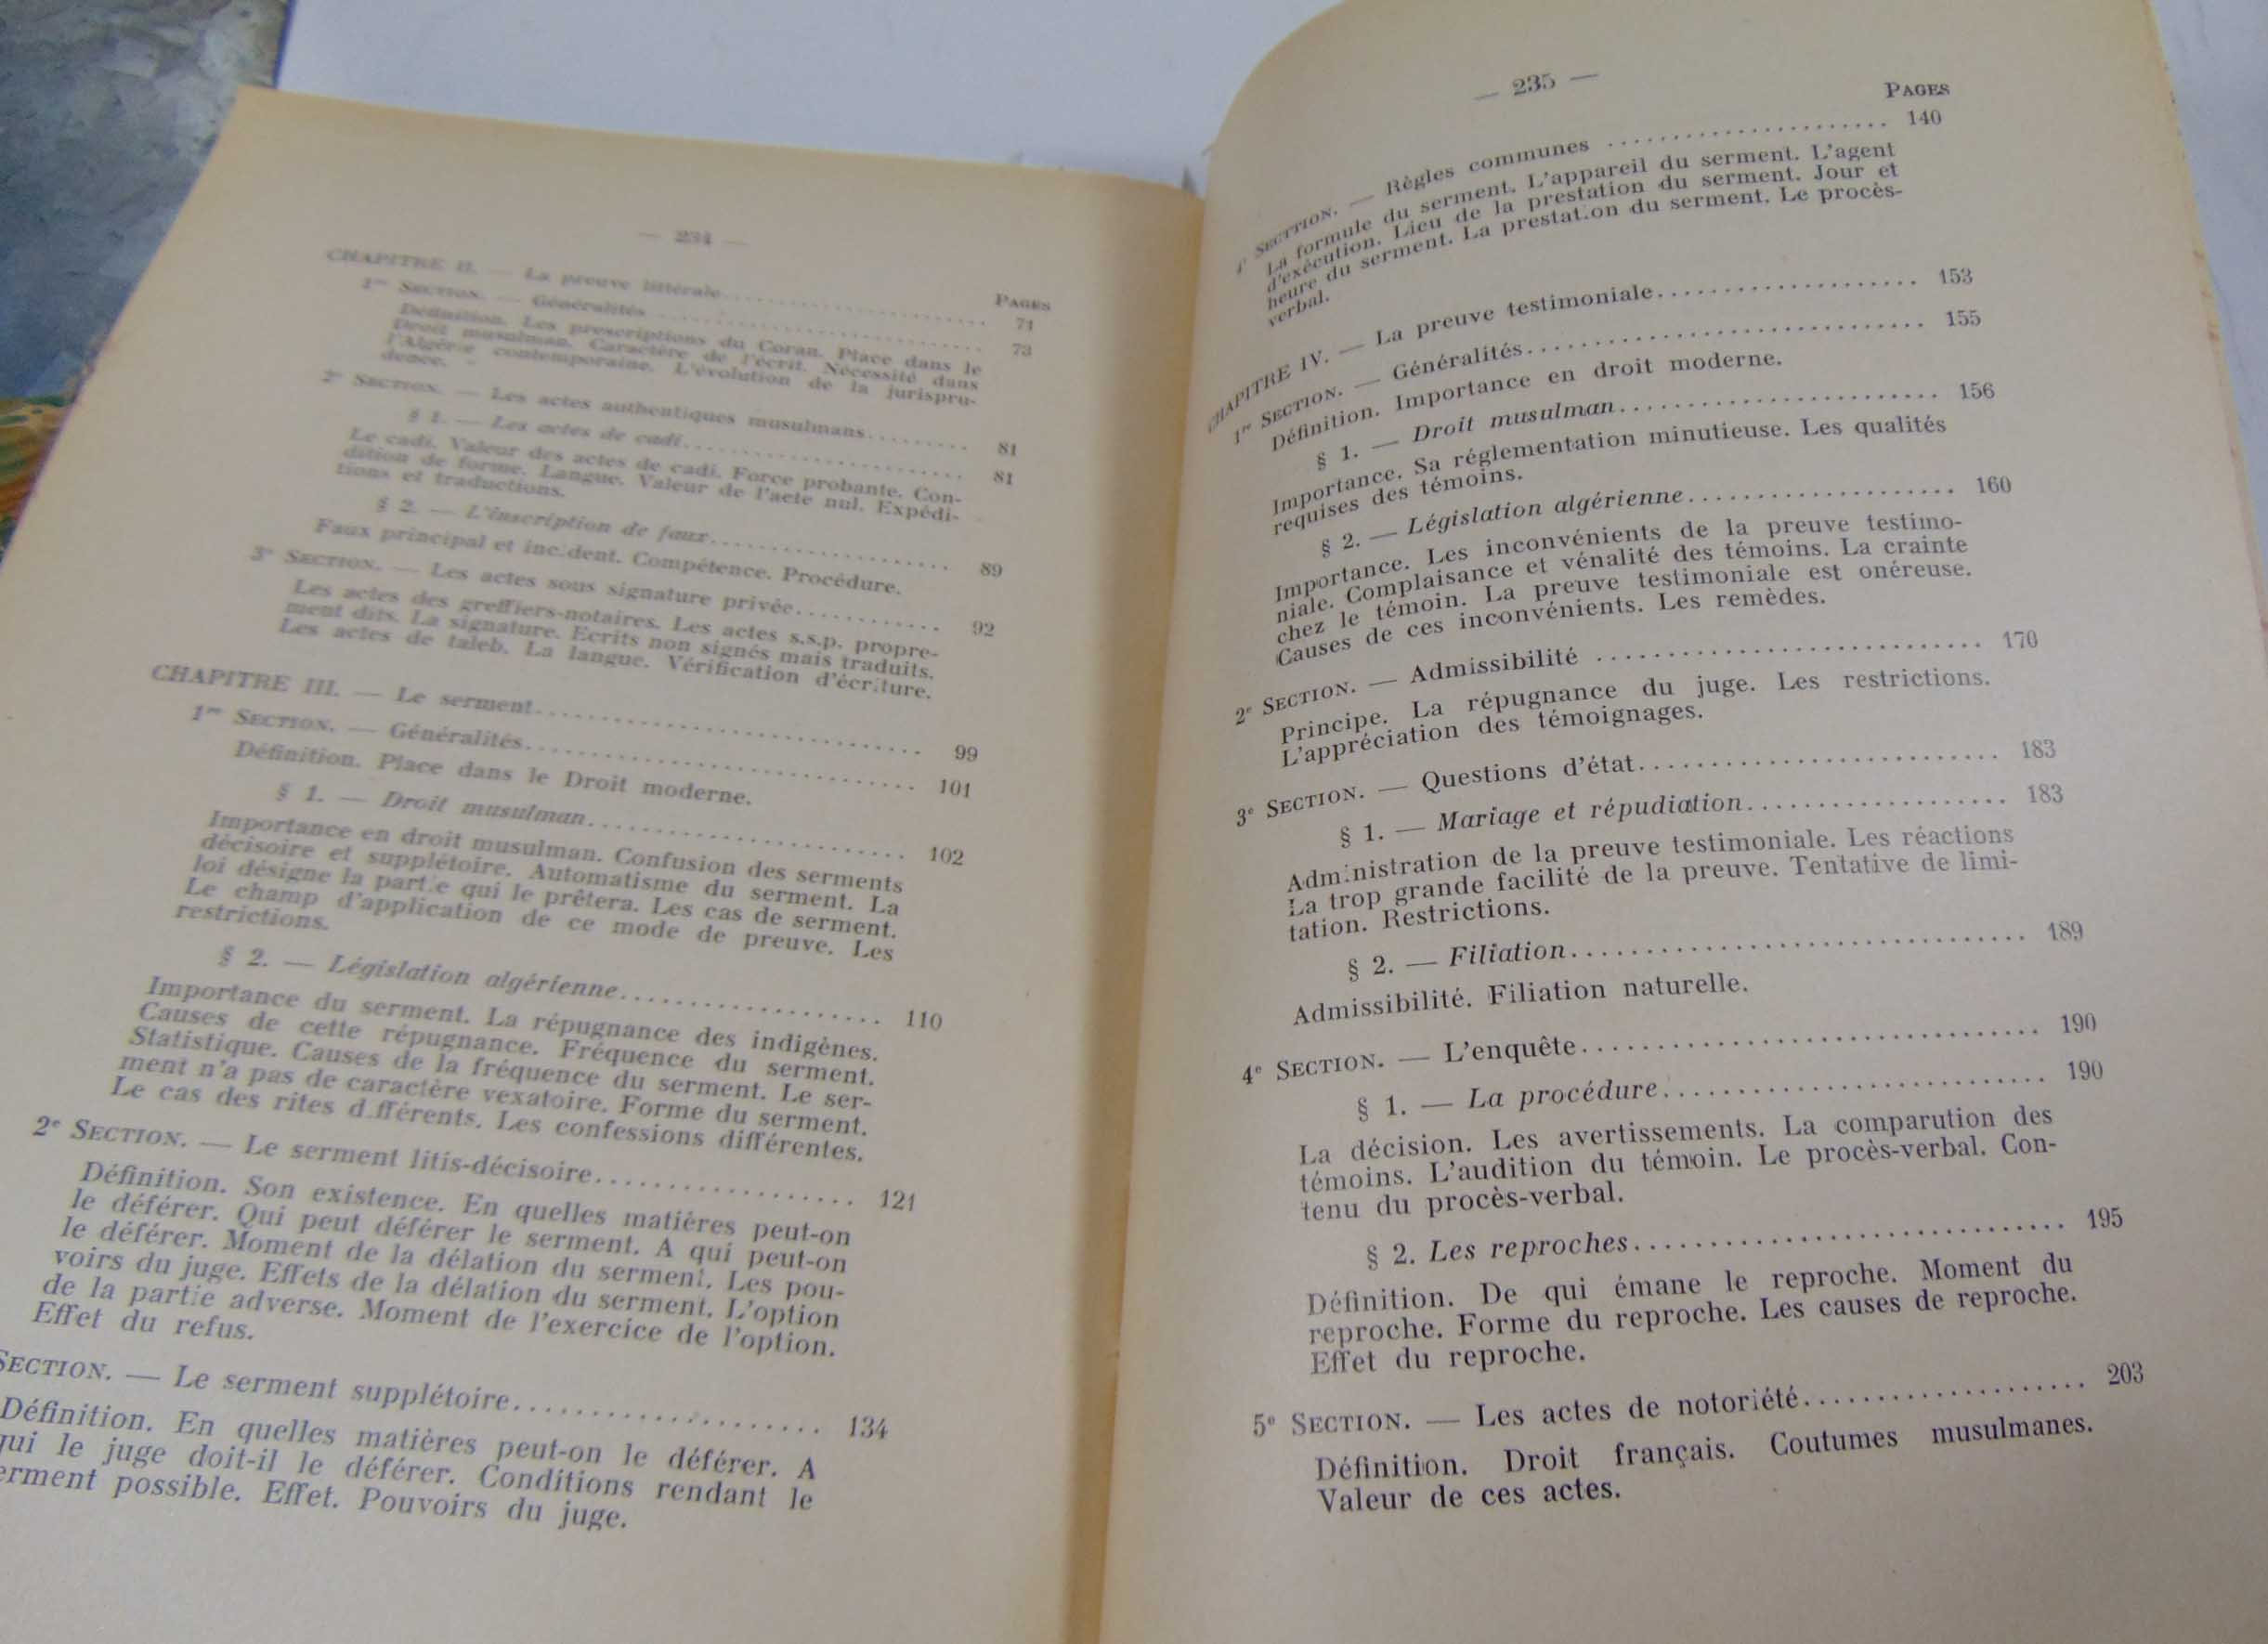 — 234 —
PAGES
CHAPITRE II. — La preuve littérale.............................. 71
1re SECTION. — Généralités.............................. 73
Définition. Les prescriptions du Coran. Place dans le
Droit musulman. Caractère de l'écrit. Nécessité dans
l'Algérie contemporaine. L'évolution de la jurispru-
dence.
2e SECTION. — Les actes authentiques musulmans......... 81
§ 1. — Les actes de cadi......................... 81
Le cadi. Valeur des actes de cadi. Force probante. Con-
dition de forme. Langue. Valeur de l'acte nul. Expédi-
tions et traductions.
§ 2. — L'inscription de faux..................... 89
Faux principal et incident. Compétence. Procédure.
3e SECTION. — Les actes sous signature privée............ 92
Les actes des greffiers-notaires. Les actes s.s.p. propre-
ment dits. La signature. Ecrits non signés mais traduits.
Les actes de taleb. La langue. Vérification d'écriture.
CHAPITRE III. — Le serment.............................. 99
1re SECTION. — Généralités.............................. 101
Définition. Place dans le Droit moderne.
§ 1. — Droit musulman......................... 102
Importance en droit musulman. Confusion des serments
décisoire et supplétoire. Automatisme du serment. La
loi désigne la partie qui le prêtera. Les cas de serment.
Le champ d'application de ce mode de preuve. Les
restrictions.
§ 2. — Législation algérienne.................... 110
Importance du serment. La répugnance des indigènes.
Causes de cette répugnance. Fréquence du serment.
Statistique. Causes de la fréquence du serment. Le ser-
ment n'a pas de caractère vexatoire. Forme du serment.
Le cas des rites différents. Les confessions différentes.
2e SECTION. — Le serment litis-décisoire.................. 121
Définition. Son existence. En quelles matières peut-on
le déférer. Qui peut déférer le serment. A qui peut-on
le déférer. Moment de la délation du serment. Les pou-
voirs du juge. Effets de la délation du serment. L'option
de la partie adverse. Moment de l'exercice de l'option.
Effet du refus.
SECTION. — Le serment supplétoire..................... 134
Définition. En quelles matières peut-on le déférer. A
qui le juge doit-il le déférer. Conditions rendant le
serment possible. Effet. Pouvoirs du juge.
— 235 —
PAGES
4e SECTION. — Règles communes ...................... 140
La formule du serment. L'appareil du serment. L'agent
d'exécution. Lieu de la prestation du serment. Jour et
heure du serment. La prestation du serment. Le procès-
verbal.
CHAPITRE IV. — La preuve testimoniale.................... 153
1re SECTION. — Généralités.............................. 155
Définition. Importance en droit moderne.
§ 1. — Droit musulman......................... 156
Importance. Sa réglementation minutieuse. Les qualités
requises des témoins.
§ 2. — Législation algérienne.................... 160
Importance. Les inconvénients de la preuve testimo-
niale. Complaisance et vénalité des témoins. La crainte
chez le témoin. La preuve testimoniale est onéreuse.
Causes de ces inconvénients. Les remèdes.
2e SECTION. — Admissibilité ............................ 170
Principe. La répugnance du juge. Les restrictions.
L'appréciation des témoignages.
3e SECTION. — Questions d'état.......................... 183
§ 1. — Mariage et répudiation................... 183
Administration de la preuve testimoniale. Les réactions
La trop grande facilité de la preuve. Tentative de limi-
tation. Restrictions.
§ 2. — Filiation............................... 189
Admissibilité. Filiation naturelle.
4e SECTION. — L'enquête................................ 190
§ 1. — La procédure........................... 190
La décision. Les avertissements. La comparution des
témoins. L'audition du témoin. Le procès-verbal. Con-
tenu du procès-verbal.
§ 2. Les reproches.............................. 195
Définition. De qui émane le reproche. Moment du
reproche. Forme du reproche. Les causes de reproche.
Effet du reproche.
5e SECTION. — Les actes de notoriété.................... 203
Définition. Droit français. Coutumes musulmanes.
Valeur de ces actes.